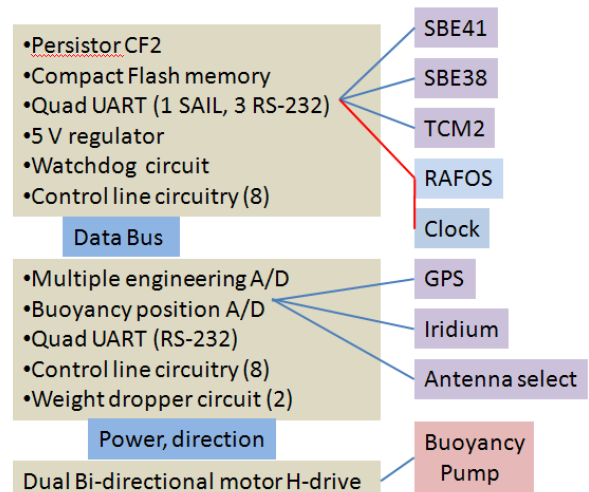 •Persistor CF2
•Compact Flash memory
•Quad UART (1 SAIL, 3 RS-232)
•5 V regulator
•Watchdog circuit
•Control line circuitry (8)
SBE41
SBE38
TCM2
RAFOS
Clock
Data Bus
•Multiple engineering A/D
•Buoyancy position A/D
•Quad UART (RS-232)
•Control line circuitry (8)
•Weight dropper circuit (2)
GPS
Iridium
Antenna select
Power, direction
Dual Bi-directional motor H-drive
Buoyancy
Pump